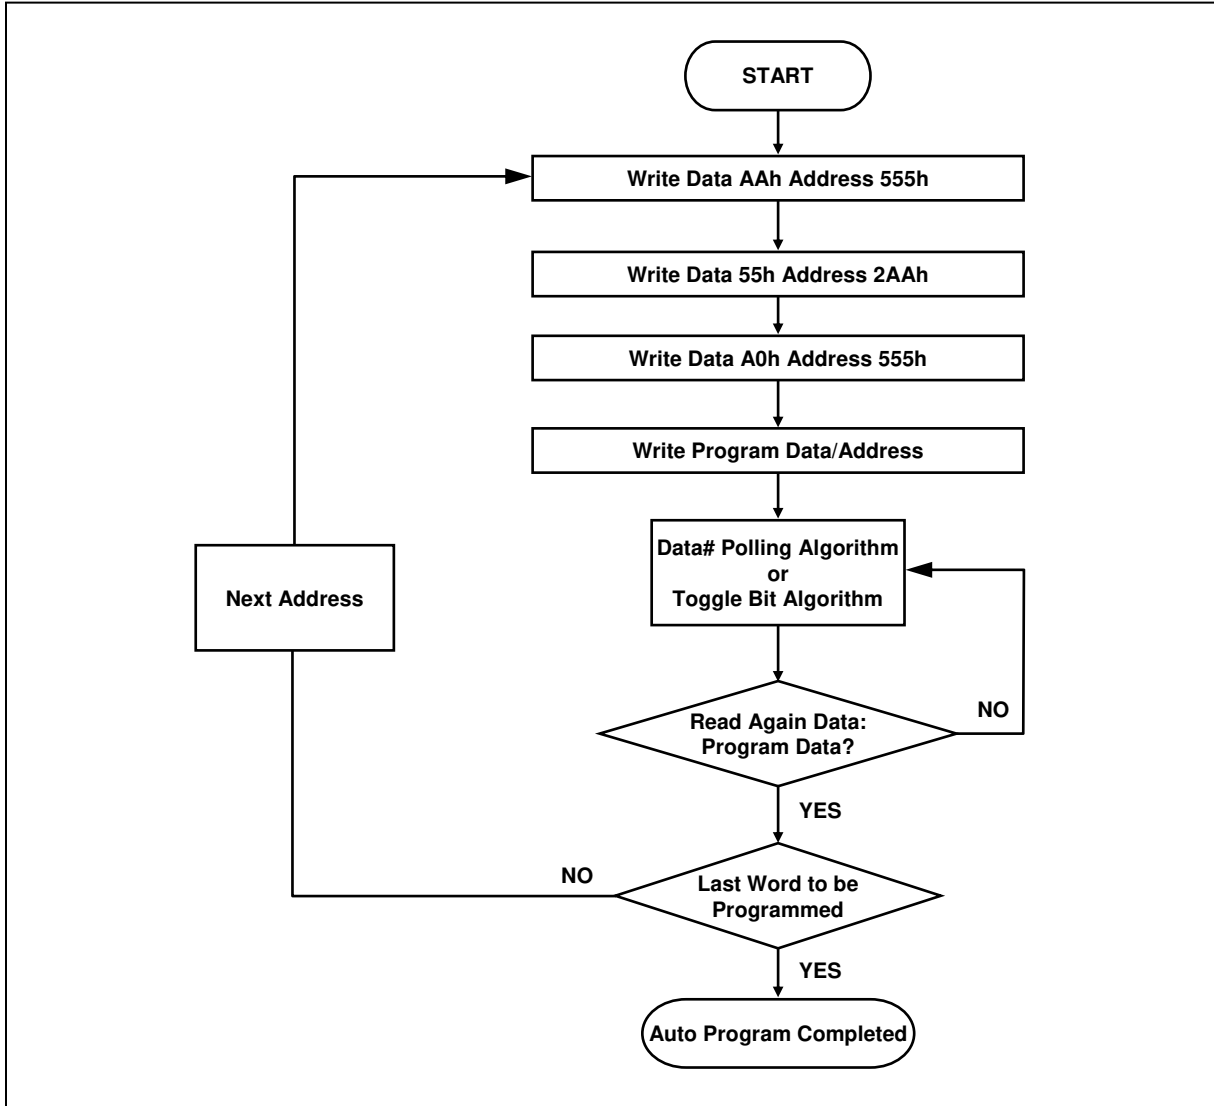 START
Write Data AAh Address 555h
Write Data 55h Address 2AAh
Write Data A0h Address 555h
Write Program Data/Address
Data# Polling Algorithm
or
Toggle Bit Algorithm
Next Address
Read Again Data:
Program Data?
NO
YES
Last Word to be
Programmed
NO
YES
Auto Program Completed